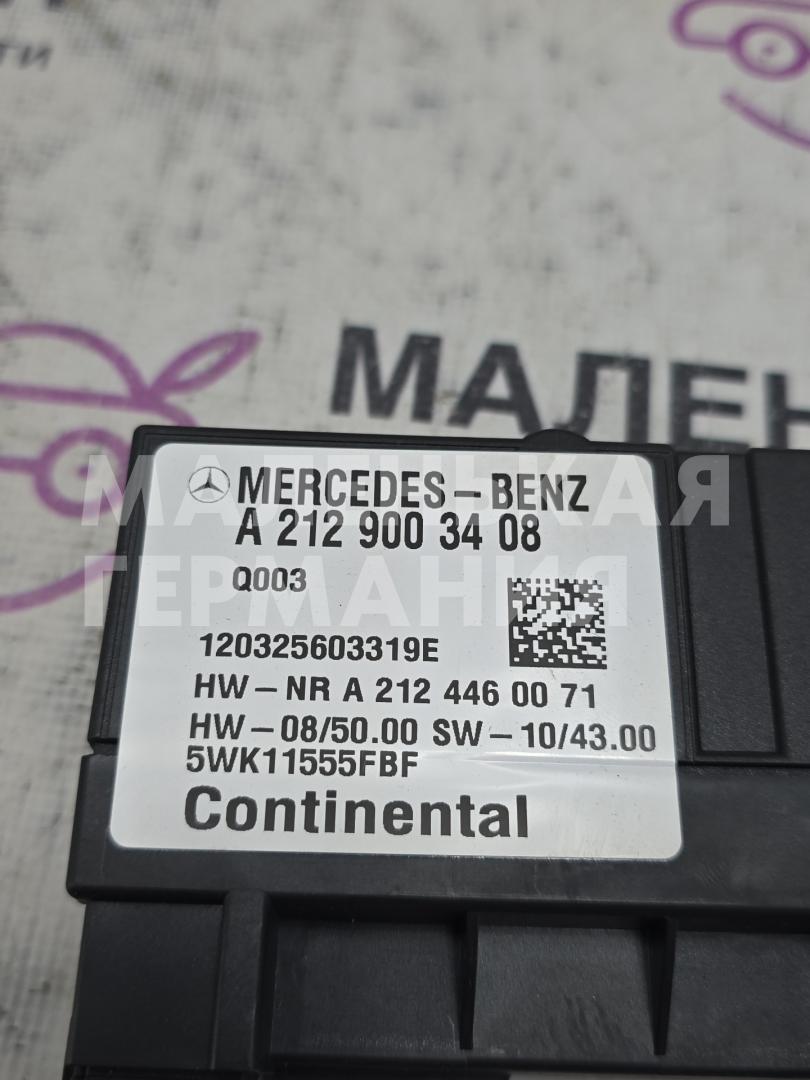 ти
МАЛЕН
МАЛЕНЬКАЯ
ГЕРМАНИЯ
MERCEDES-BENZ
A 212 900 34 08
Q003
120325603319E
HW-NR A 212 446 00 71
HW-08/50.00 SW-10/43.00
5WK11555FBF
Continental